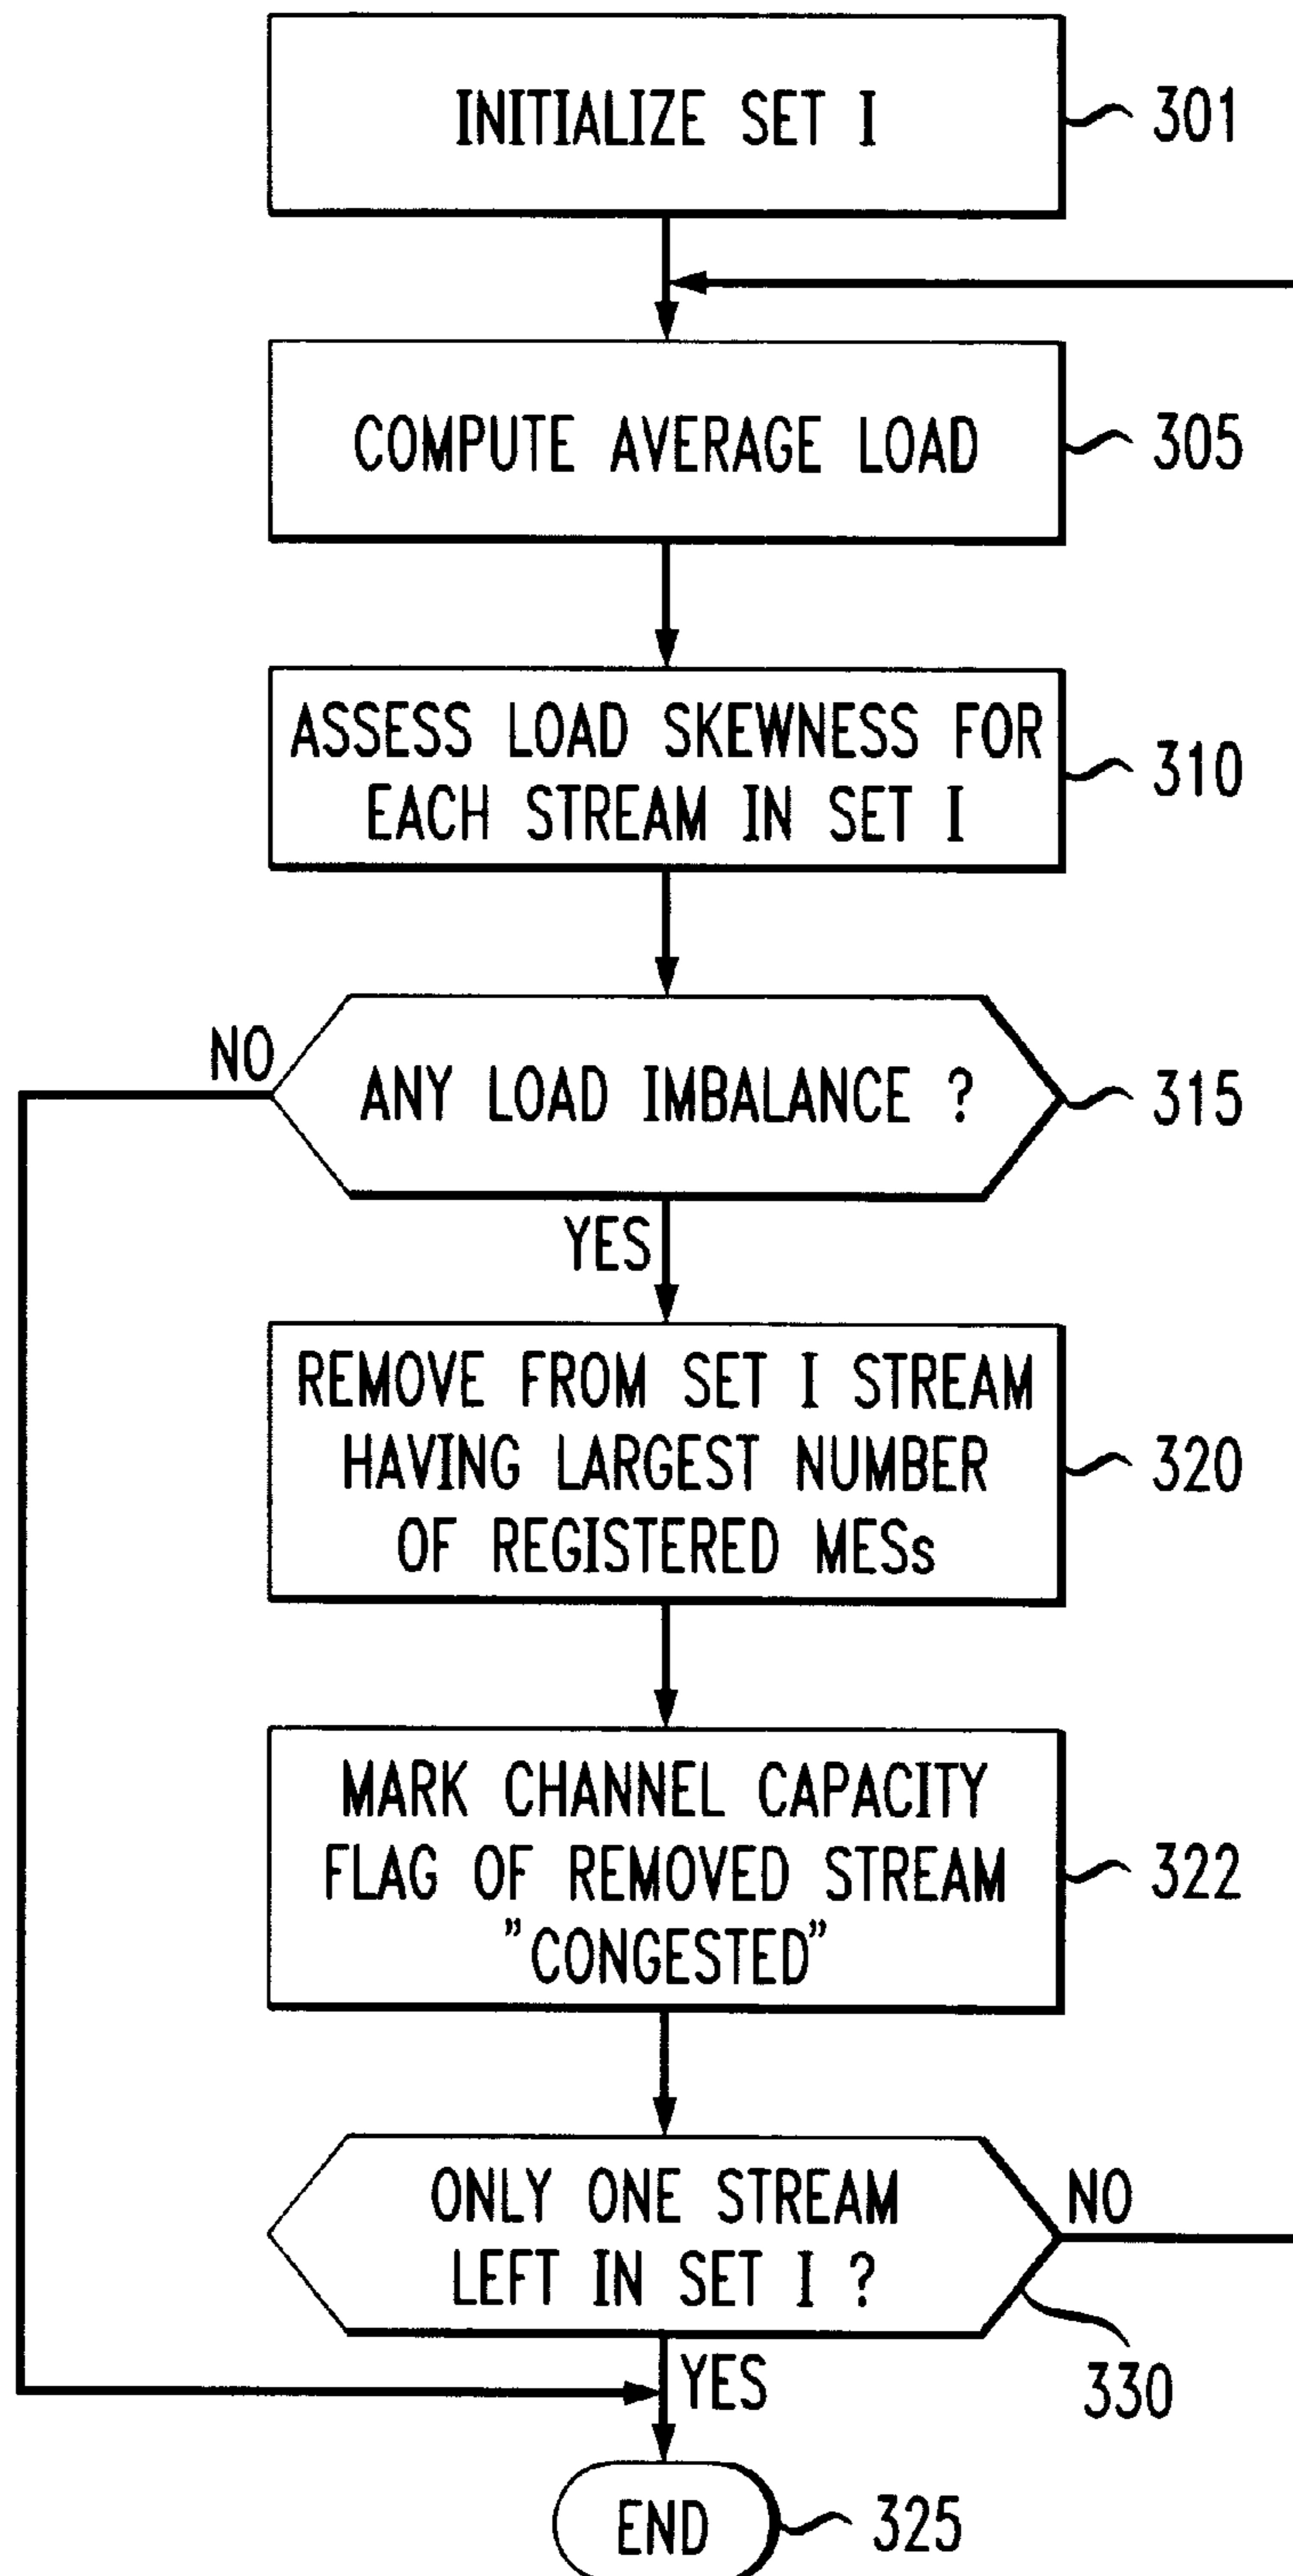 INITIALIZE SET I
301
COMPUTE AVERAGE LOAD
305
ASSESS LOAD SKEWNESS FOR
EACH STREAM IN SET I
310
NO
ANY LOAD IMBALANCE ?
315
YES
REMOVE FROM SET I STREAM
HAVING LARGEST NUMBER
OF REGISTERED MESs
320
MARK CHANNEL CAPACITY
FLAG OF REMOVED STREAM
"CONGESTED"
322
ONLY ONE STREAM
LEFT IN SET I ?
NO
330
YES
END
325